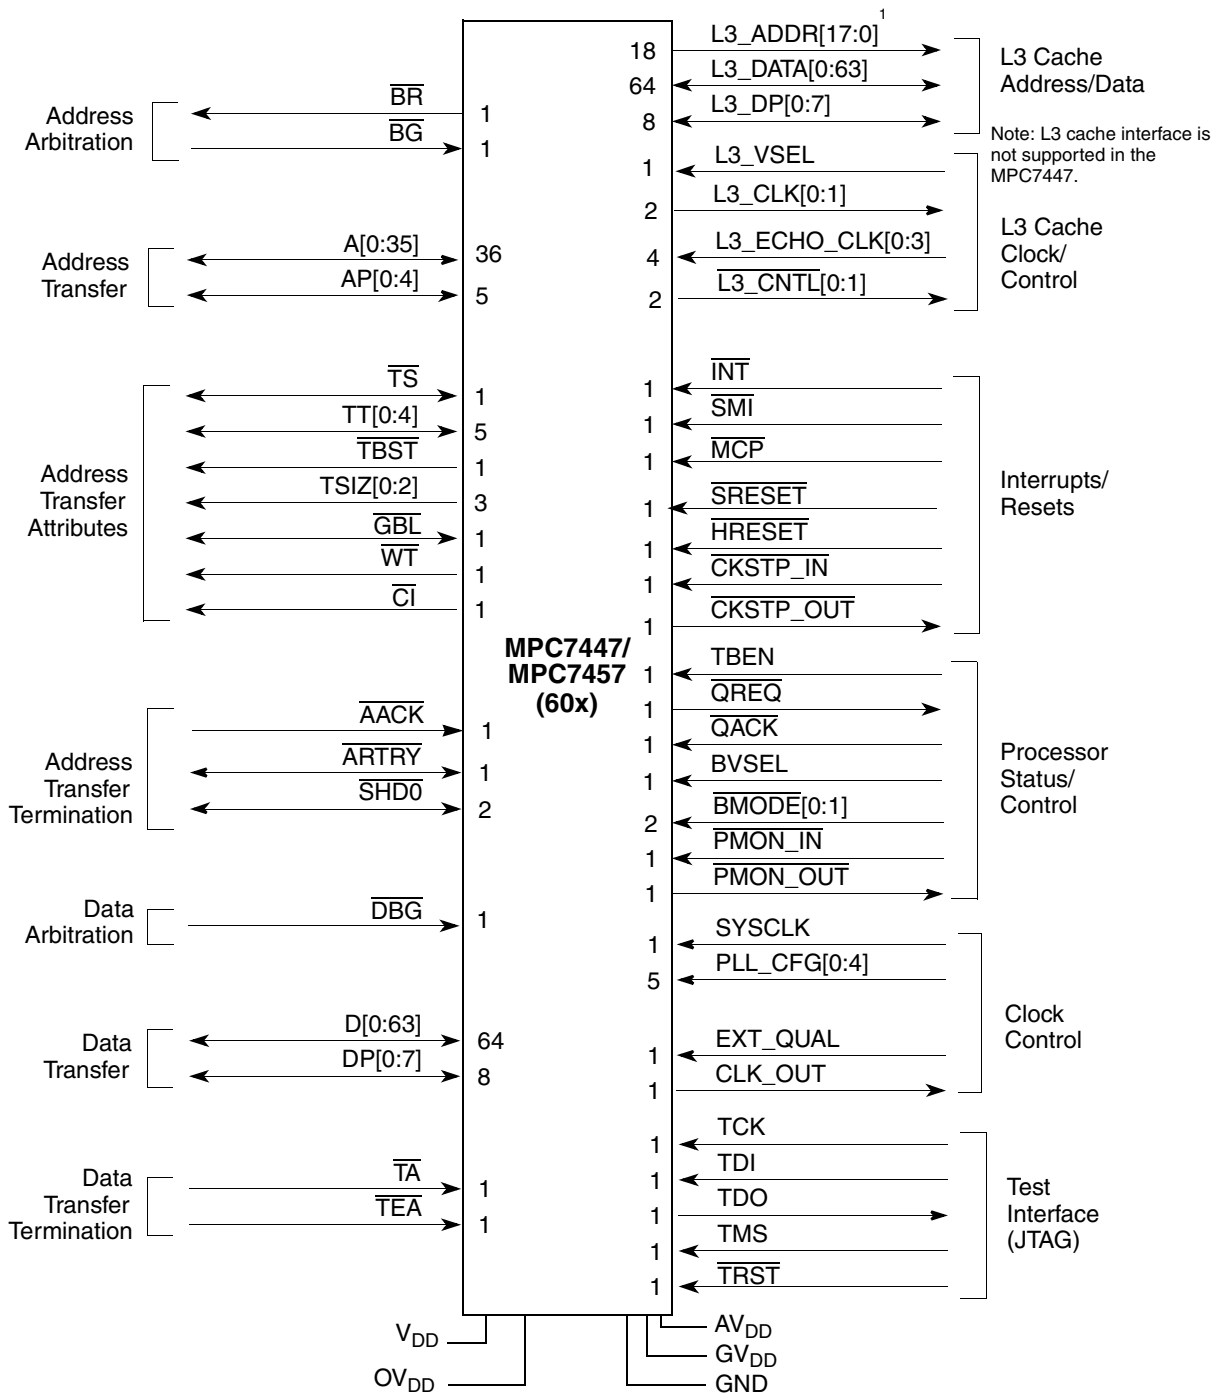 Address
Arbitration
BR
1
BG
1
Address
Transfer
A[0:35]
36
AP[0:4]
5
Address
Transfer
Attributes
TS
1
TT[0:4]
5
TBST
1
TSIZ[0:2]
3
GBL
1
WT
1
CI
1
Address
Transfer
Termination
AACK
1
ARTRY
1
SHD0
2
Data
Arbitration
DBG
1
Data
Transfer
D[0:63]
64
DP[0:7]
8
Data
Transfer
Termination
TA
1
TEA
1
MPC7447/
MPC7457
(60x)
18
L3_ADDR[17:0]1
64
L3_DATA[0:63]
8
L3_DP[0:7]
L3 Cache
Address/Data
Note: L3 cache interface is
not supported in the
MPC7447.
1
L3_VSEL
2
L3_CLK[0:1]
4
L3_ECHO_CLK[0:3]
2
L3_CNTL[0:1]
L3 Cache
Clock/
Control
1
INT
1
SMI
1
MCP
1
SRESET
1
HRESET
1
CKSTP_IN
1
CKSTP_OUT
Interrupts/
Resets
1
TBEN
1
QREQ
1
QACK
1
BVSEL
2
BMODE[0:1]
1
PMON_IN
1
PMON_OUT
Processor
Status/
Control
1
SYSCLK
5
PLL_CFG[0:4]
1
EXT_QUAL
1
CLK_OUT
Clock
Control
1
TCK
1
TDI
1
TDO
1
TMS
1
TRST
Test
Interface
(JTAG)
VDD
OVDD
AVDD
GVDD
GND